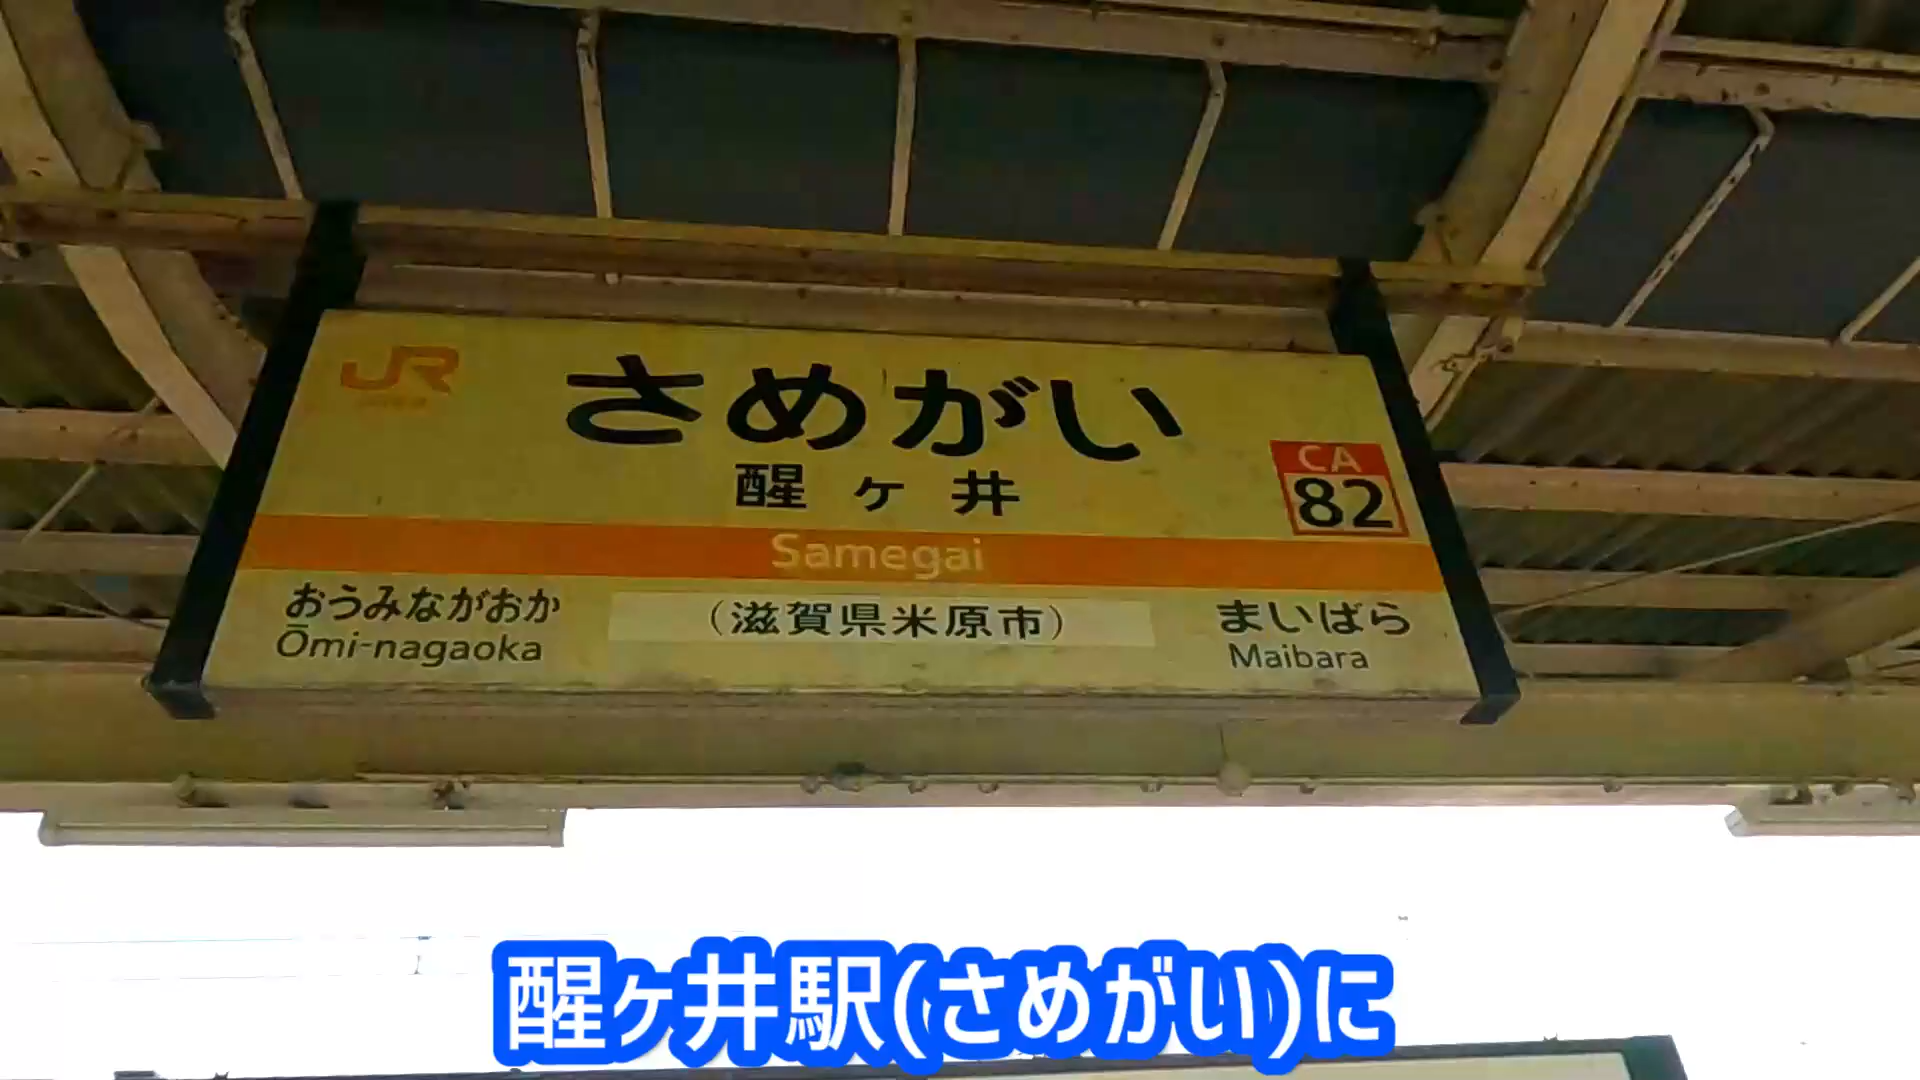 JR
さめがい
醒ヶ井
CA
82
Samegai
おうみながおか
Ōmi-nagaoka
(滋賀県米原市)
まいばら
Maibara
醒ヶ井駅(さめがい)に